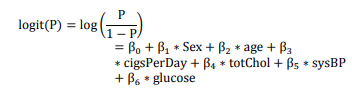 logit(P) = log(P / 1 − P)
= β₀ + β₁ * Sex + β₂ * age + β₃
* cigsPerDay + β₄ * totChol + β₅ * sysBP
+ β₆ * glucose